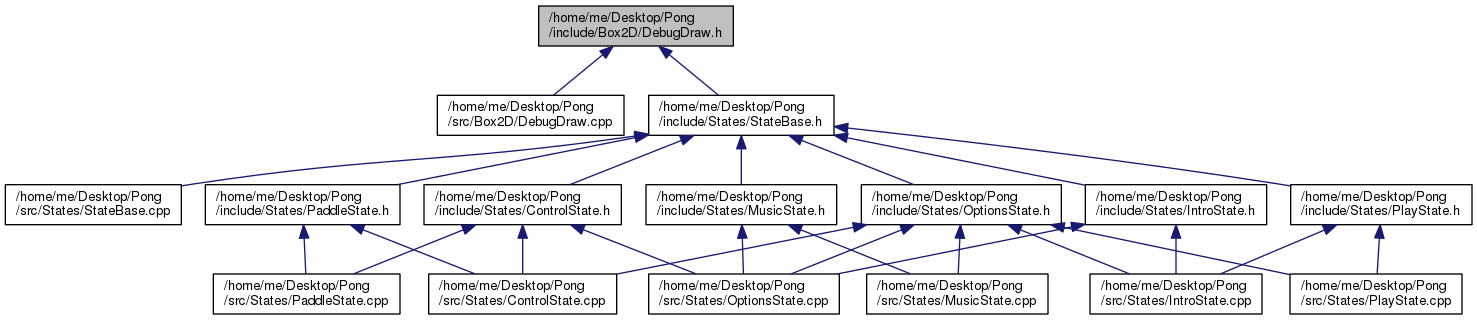 /home/me/Desktop/Pong
/include/Box2D/DebugDraw.h
/home/me/Desktop/Pong
/src/Box2D/DebugDraw.cpp
/home/me/Desktop/Pong
/include/States/StateBase.h
/home/me/Desktop/Pong
/src/States/StateBase.cpp
/home/me/Desktop/Pong
/include/States/PaddleState.h
/home/me/Desktop/Pong
/include/States/ControlState.h
/home/me/Desktop/Pong
/include/States/MusicState.h
/home/me/Desktop/Pong
/include/States/OptionsState.h
/home/me/Desktop/Pong
/include/States/IntroState.h
/home/me/Desktop/Pong
/include/States/PlayState.h
/home/me/Desktop/Pong
/src/States/PaddleState.cpp
/home/me/Desktop/Pong
/src/States/ControlState.cpp
/home/me/Desktop/Pong
/src/States/OptionsState.cpp
/home/me/Desktop/Pong
/src/States/MusicState.cpp
/home/me/Desktop/Pong
/src/States/IntroState.cpp
/home/me/Desktop/Pong
/src/States/PlayState.cpp